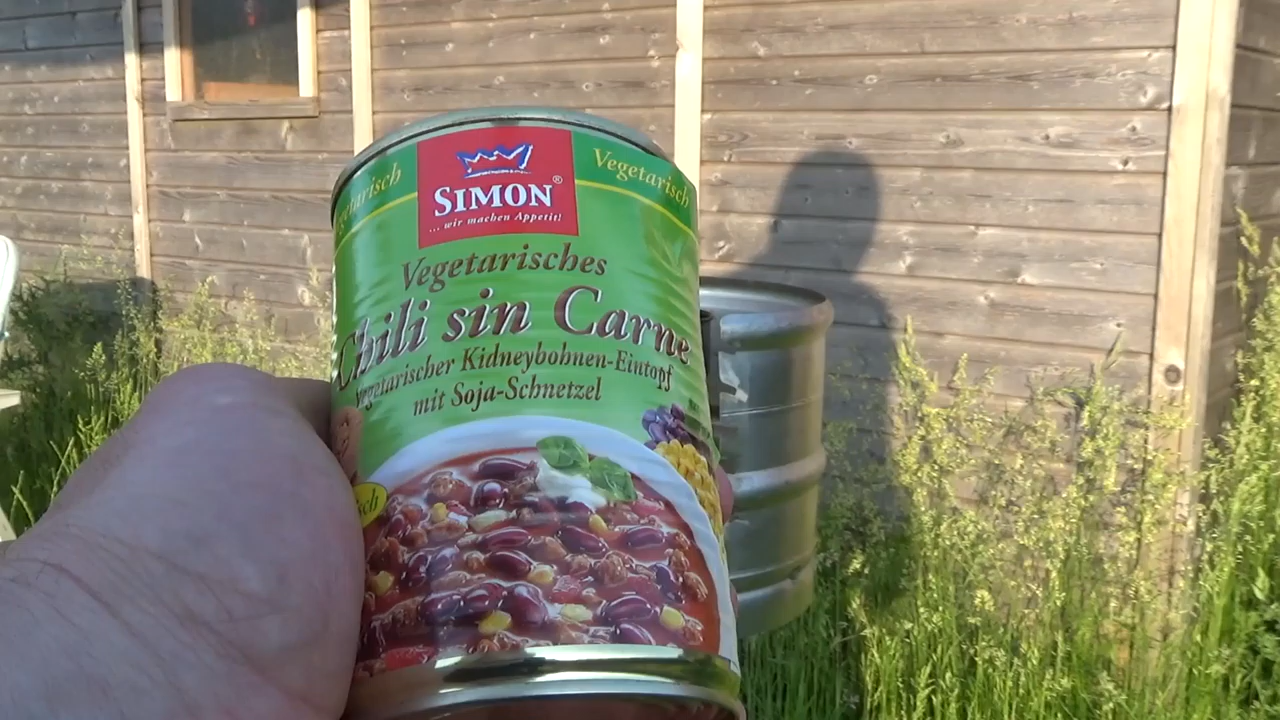 Vegetarisch
SIMON®
... wir machen Appetit!
Vegetarisch
Vegetarisches
Chili sin Carne
vegetarischer Kidneybohnen-Eintopf
mit Soja-Schnetzel